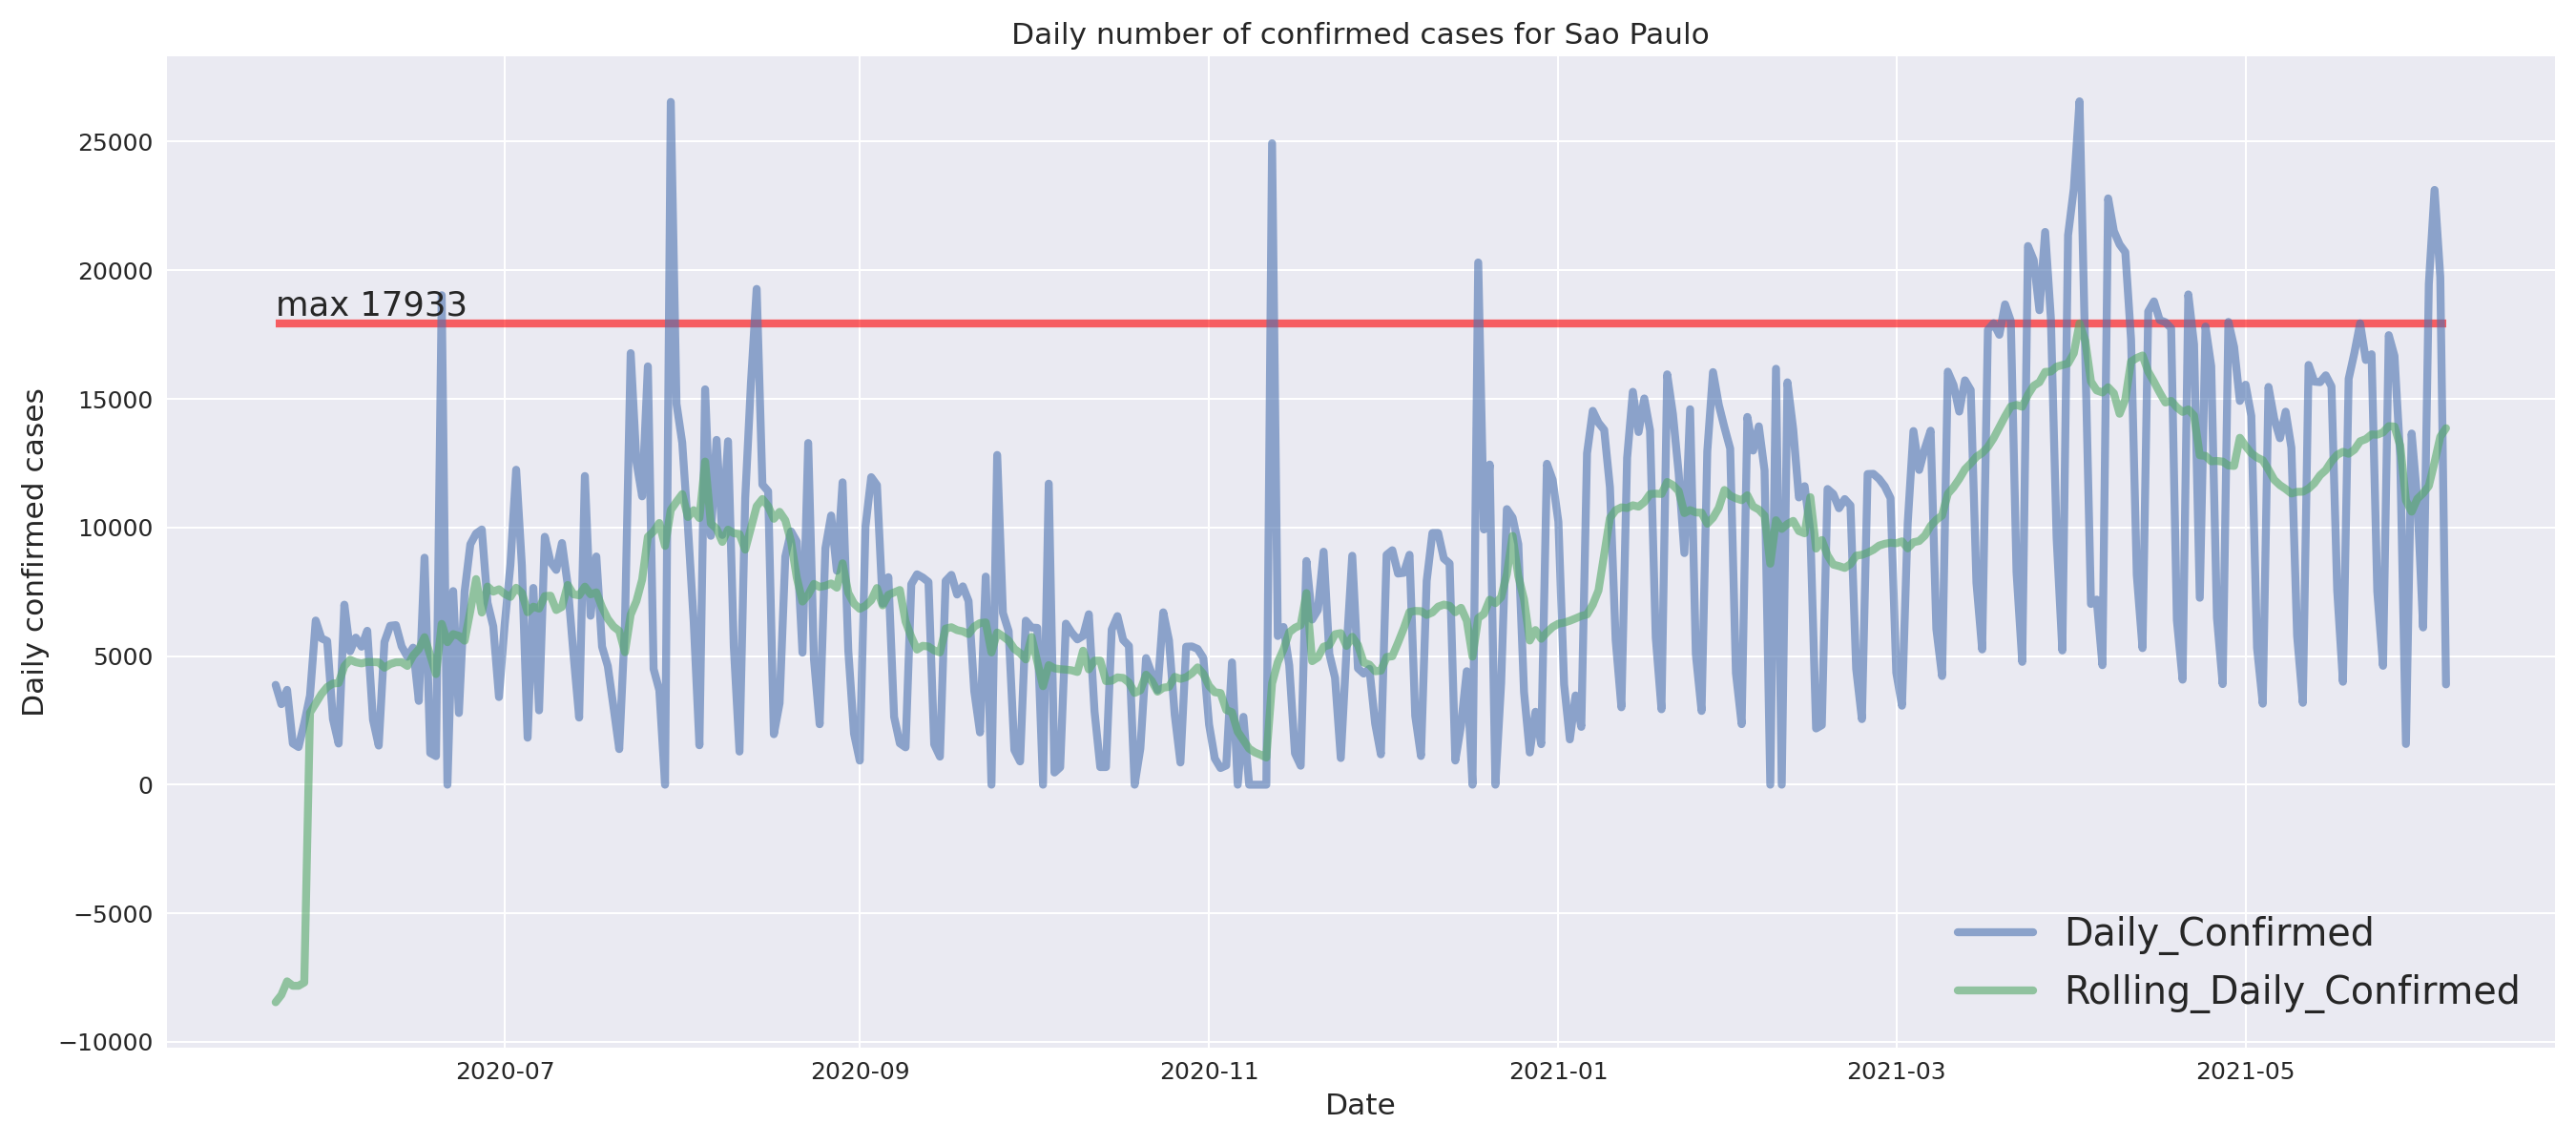 Daily number of confirmed cases for Sao Paulo
Daily confirmed cases
25000
20000
15000
10000
5000
0
−5000
−10000
max 17933
Daily_Confirmed
Rolling_Daily_Confirmed
2020-07
2020-09
2020-11
2021-01
2021-03
2021-05
Date